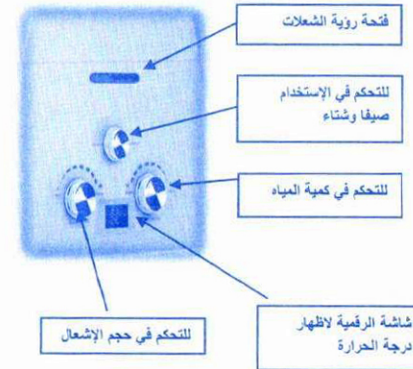 فتحة رؤية الشعلات
للتحكم في الإستخدام
صيفا وشتاء
للتحكم في كمية المياه
شاشة الرقمية لاظهار
درجة الحرارة
للتحكم في حجم الإشعال